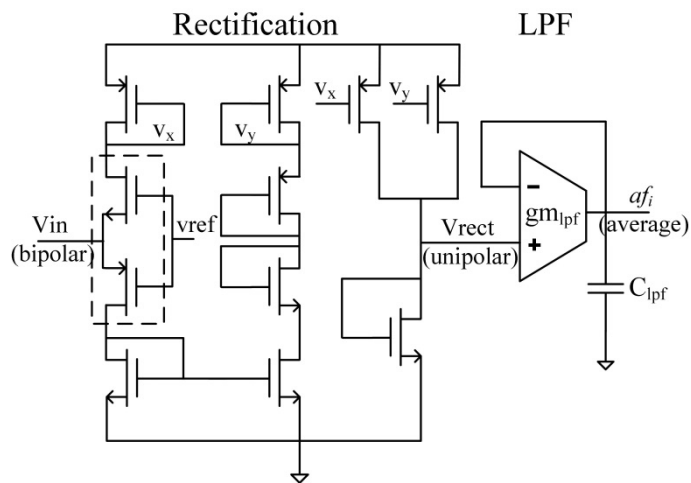 Rectification LPF
vx vy
vx vy
Vin
(bipolar)
vref
Vrect
(unipolar)
-
gmlpf
+
afi
(average)
Clpf